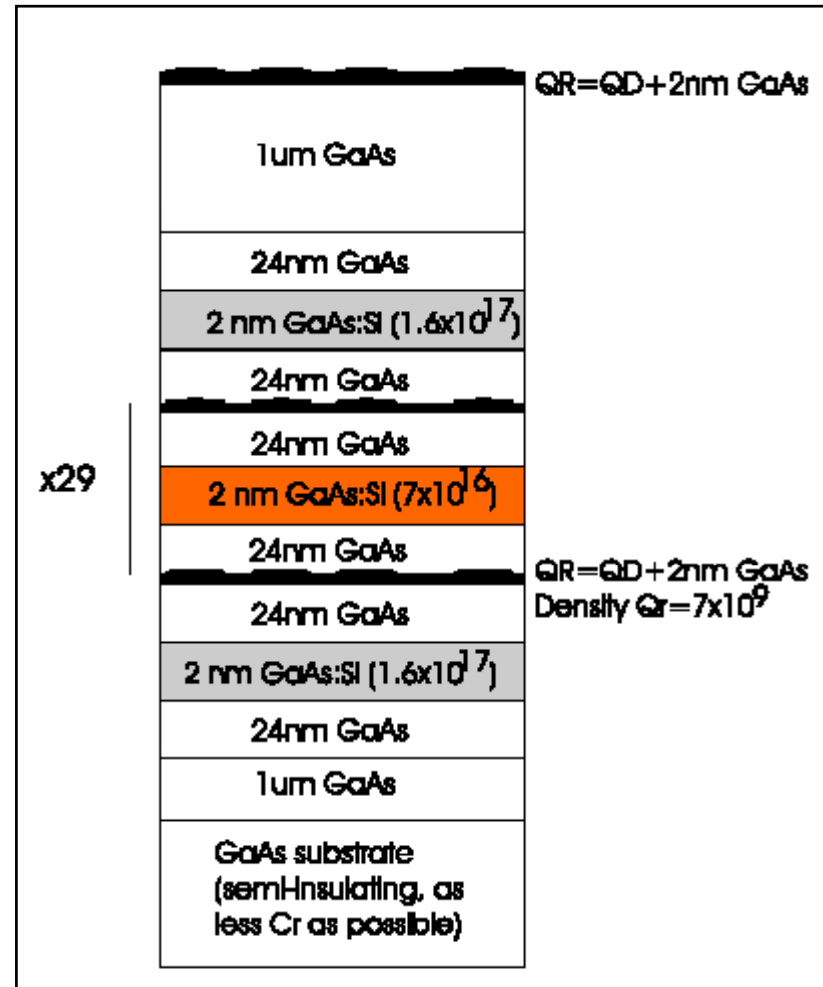 QR=QD+2nm GaAs
1um GaAs
24nm GaAs
2 nm GaAs:Si (1.6x10^17)
24nm GaAs
24nm GaAs
x29
2 nm GaAs:Si (7x10^16)
24nm GaAs
QR=QD+2nm GaAs
Density Qr=7x10^9
24nm GaAs
2 nm GaAs:Si (1.6x10^17)
24nm GaAs
1um GaAs
GaAs substrate
(semi-insulating, as
less Cr as possible)